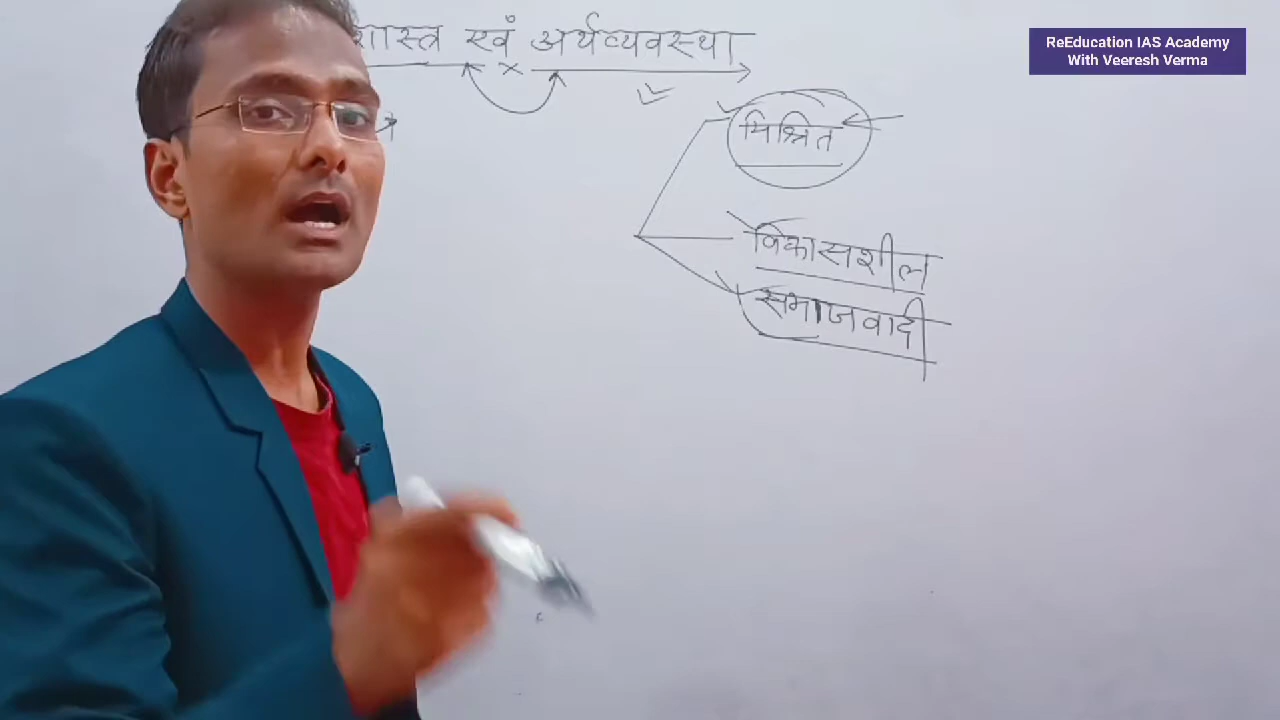 शास्त्र एवं अर्थव्यवस्था
ReEducation IAS Academy
With Veeresh Verma
मिश्रित
विकासशील
समाजवादी